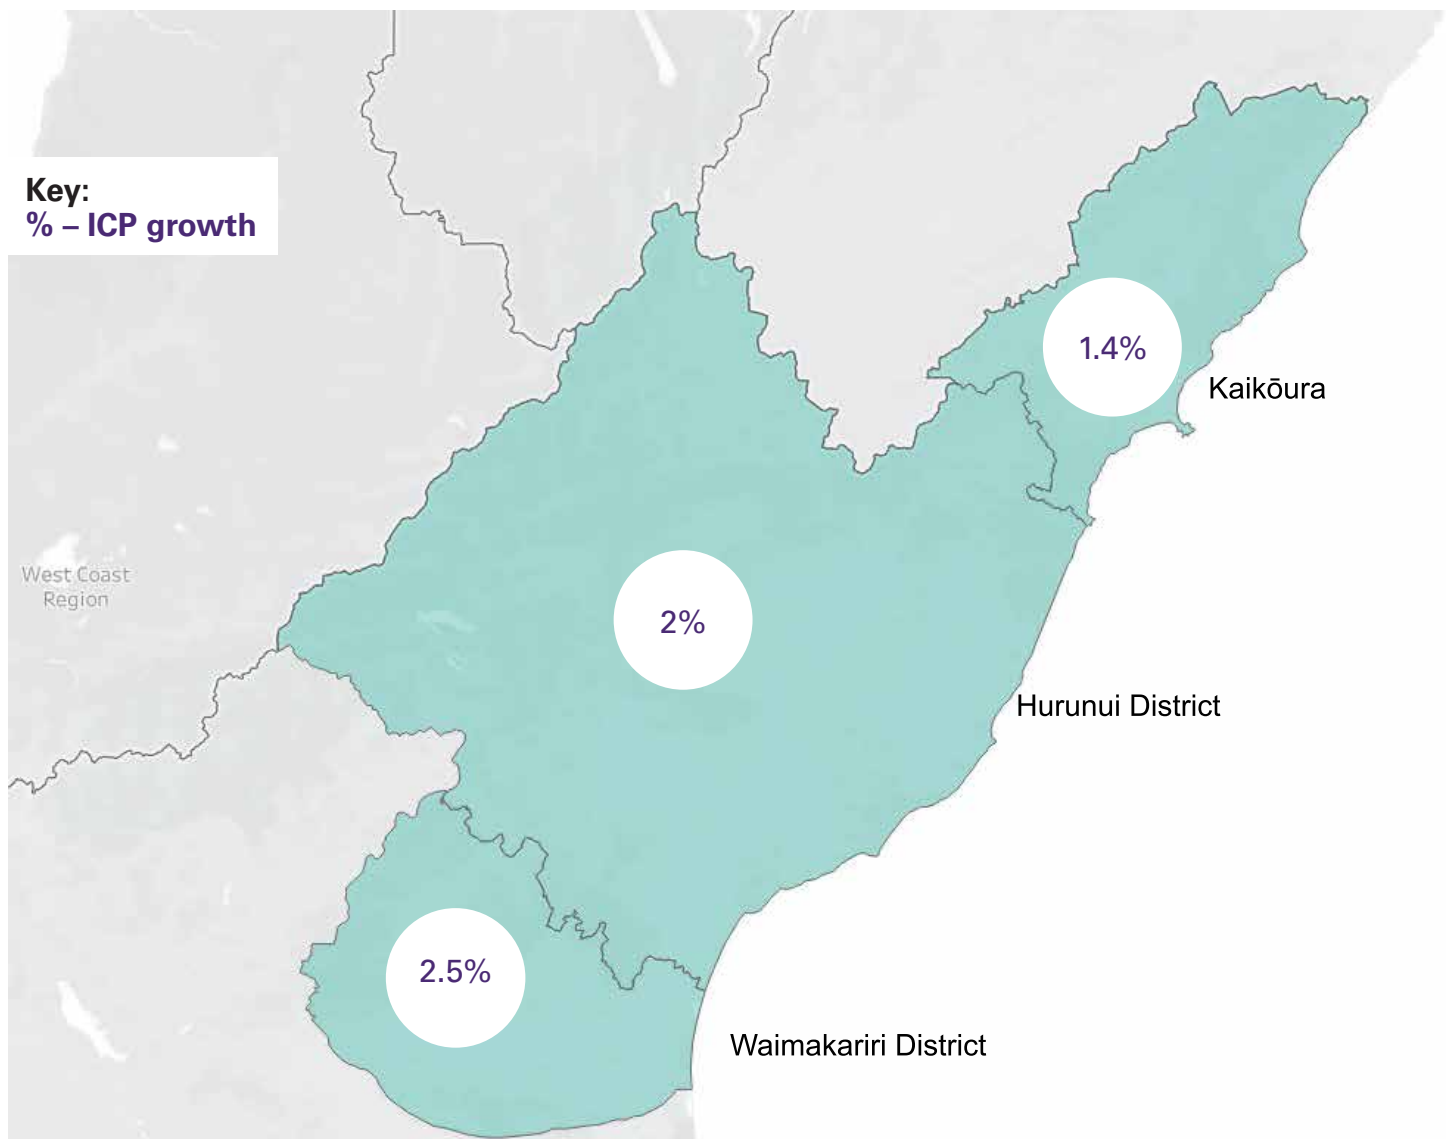 Key:
% – ICP growth
1.4%
Kaikōura
West Coast
Region
2%
Hurunui District
2.5%
Waimakariri District